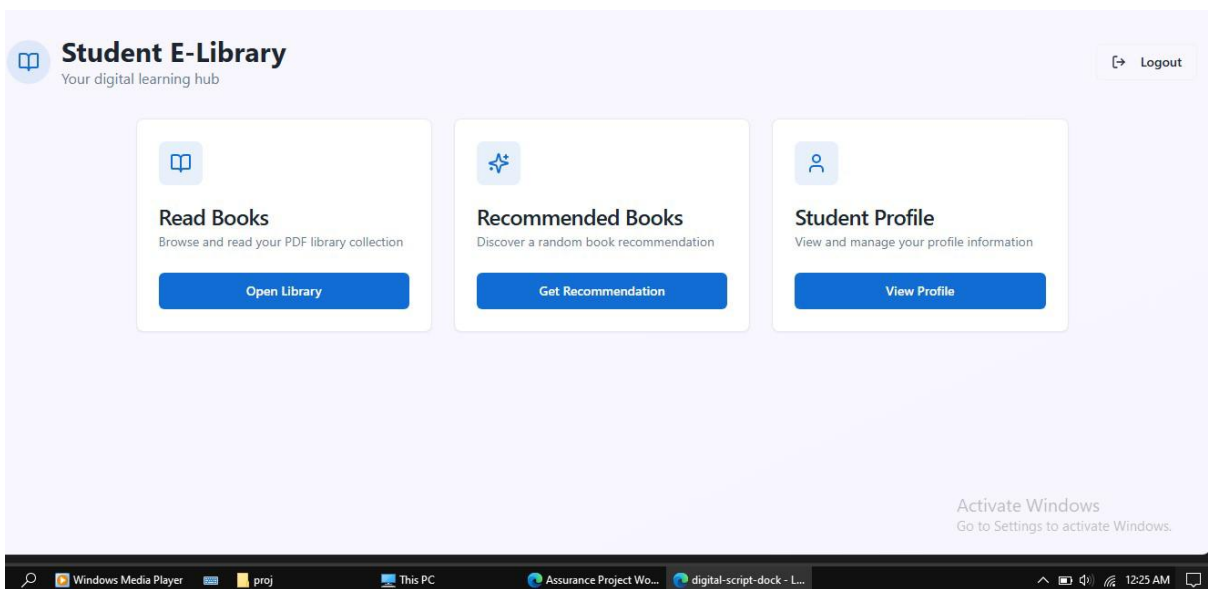 Student E-Library
Your digital learning hub
Logout
Read Books
Browse and read your PDF library collection
Open Library
Recommended Books
Discover a random book recommendation
Get Recommendation
Student Profile
View and manage your profile information
View Profile
Activate Windows
Go to Settings to activate Windows.
Windows Media Player
proj
This PC
Assurance Project Wo...
digital-script-dock - L...
12:25 AM